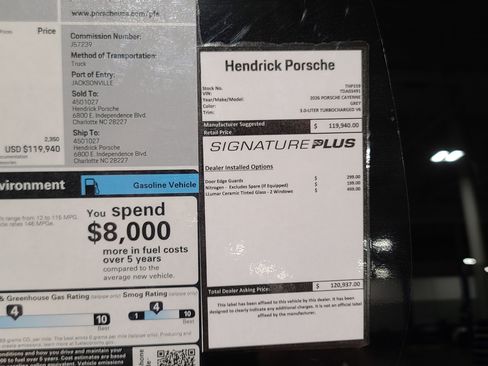 www.porscheusa.com/pfs
Price
Commission Number:
J57239
Method of Transportation:
Truck
Port of Entry:
JACKSONVILLE
Sold To:
4501027
Hendrick Porsche
6800 E. Independence Blvd.
Charlotte NC 28227
Ship To:
4501027
Hendrick Porsche
6800 E. Independence Blvd.
Charlotte NC 28227
2,350
USD $119,940
vironment
Gasoline Vehicle
You spend
$8,000
more in fuel costs
over 5 years
compared to the
average new vehicle.
& Greenhouse Gas Rating (tailpipe only)
Smog Rating (tailpipe only)
4
10
Best
1
4
10
Best
Hendrick Porsche
Stock No.
VIN:
Year/Make/Model: 2026 PORSCHE CAYENNE
Color: GREY
Trim: 3.0-LITER TURBOCHARGED V6
Manufacturer Suggested
Retail Price $ 119,940.00
SIGNATURE PLUS
Dealer Installed Options
Door Edge Guards $ 299.00
Nitrogen - Excludes Spare (If Equipped) $ 199.00
LLumar Ceramic Tinted Glass - 2 Windows $ 499.00
Total Dealer Asking Price: $ 120,937.00
This label has been affixed to this vehicle by this dealer. It has been
designed to clearly indicate any additional charges. It is not an official label
affixed by the manufacturer.